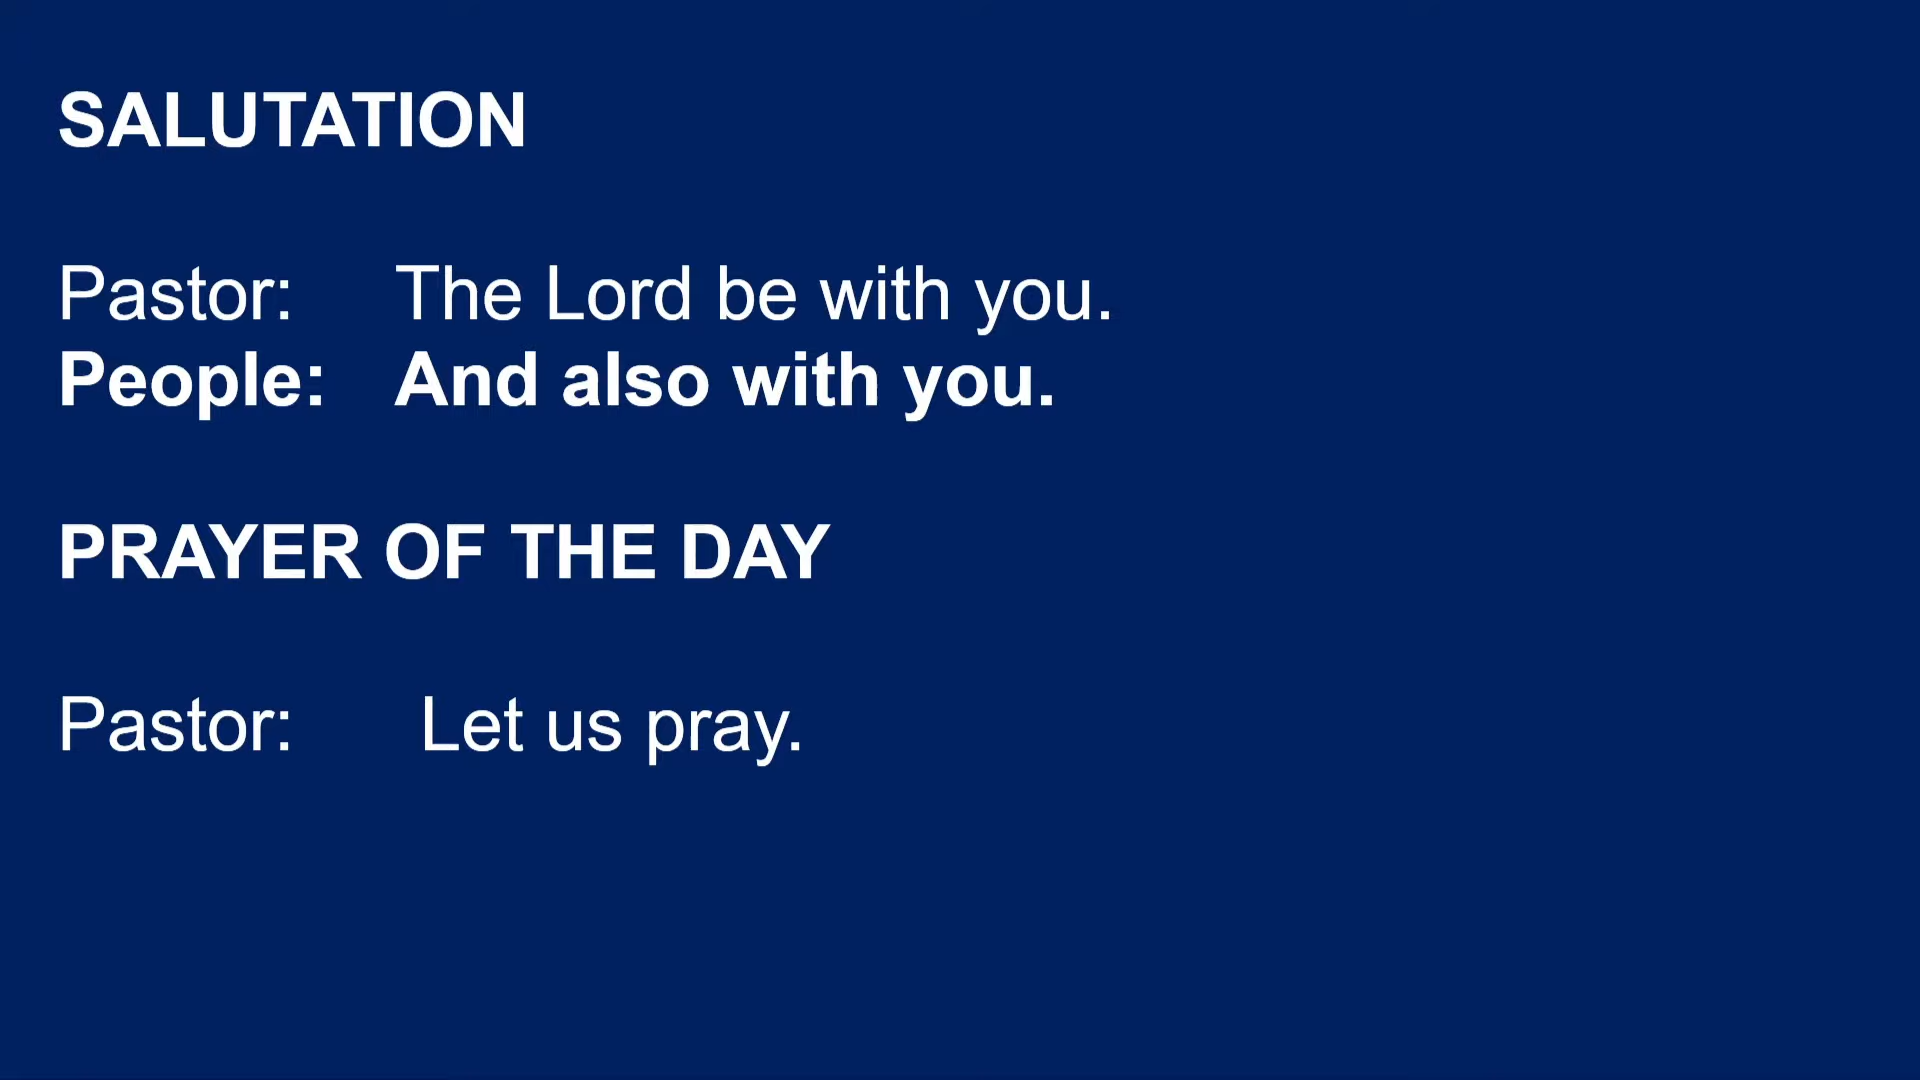 SALUTATION
Pastor: The Lord be with you.
People: And also with you.
PRAYER OF THE DAY
Pastor: Let us pray.